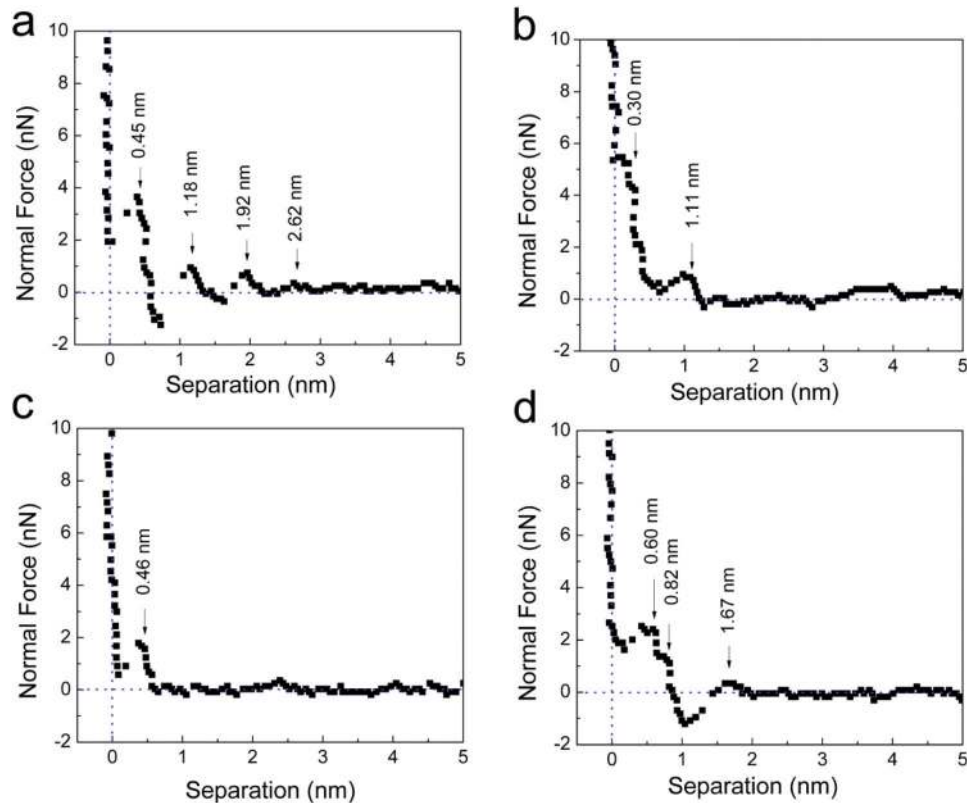 a
10
8
6
4
2
0
-2
Normal Force (nN)
0.45 nm
1.18 nm
1.92 nm
2.62 nm
0 1 2 3 4 5
Separation (nm)
b
10
8
6
4
2
0
-2
Normal Force (nN)
0.30 nm
1.11 nm
0 1 2 3 4 5
Separation (nm)
c
10
8
6
4
2
0
-2
Normal Force (nN)
0.46 nm
0 1 2 3 4 5
Separation (nm)
d
10
8
6
4
2
0
-2
Normal Force (nN)
0.60 nm
0.82 nm
1.67 nm
0 1 2 3 4 5
Separation (nm)